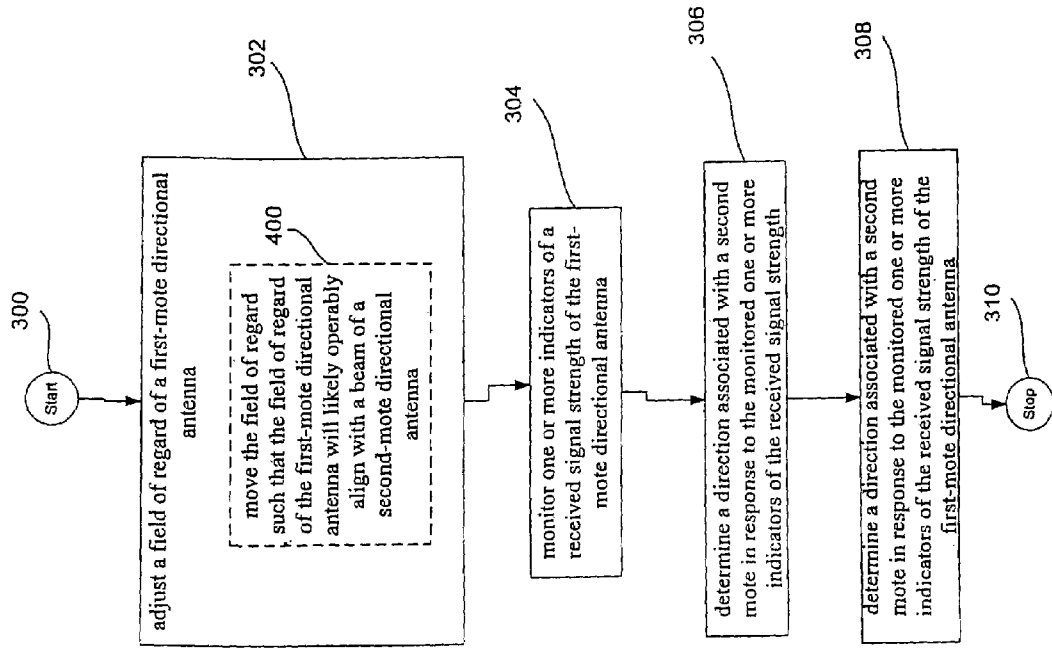 300
Start
302
adjust a field of regard of a first-mote directional
antenna
400
move the field of regard
such that the field of regard
of the first-mote directional
antenna will likely operably
align with a beam of a
second-mote directional
antenna
304
monitor one or more indicators of a
received signal strength of the first-
mote directional antenna
306
determine a direction associated with a second
mote in response to the monitored one or more
indicators of the received signal strength
308
determine a direction associated with a second
mote in response to the monitored one or more
indicators of the received signal strength of the
first-mote directional antenna
310
Stop